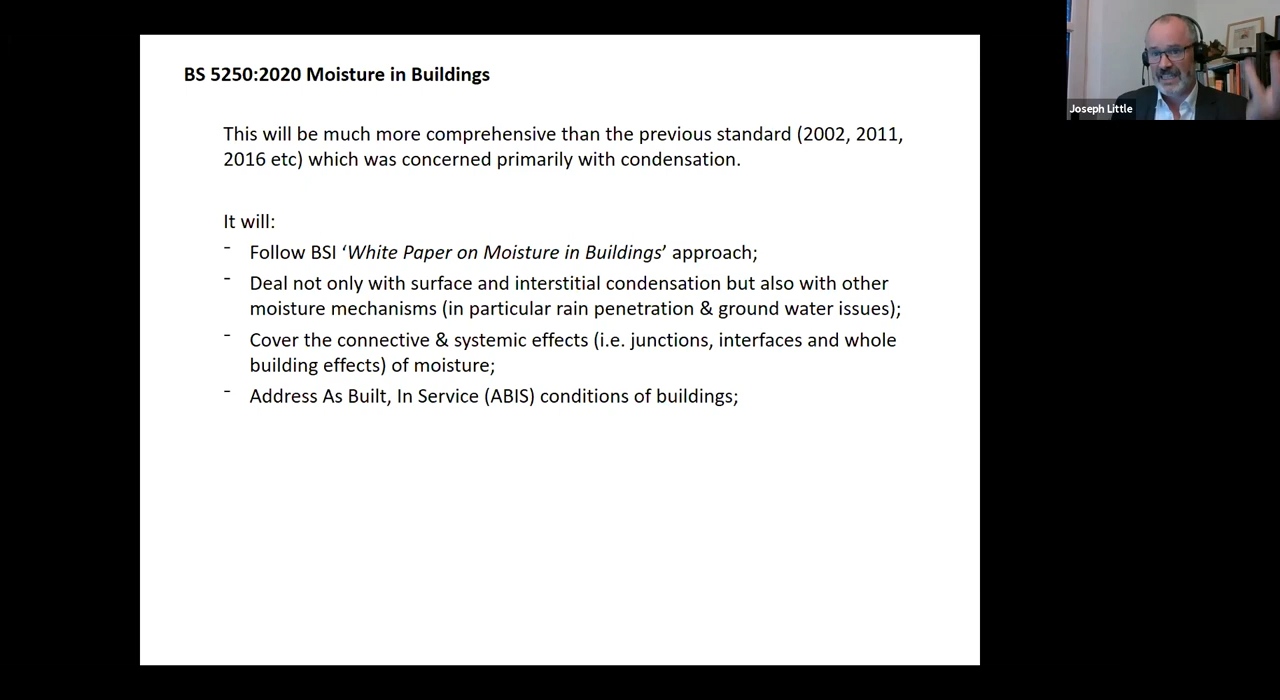 BS 5250:2020 Moisture in Buildings
This will be much more comprehensive than the previous standard (2002, 2011,
2016 etc) which was concerned primarily with condensation.
It will:
- Follow BSI ‘White Paper on Moisture in Buildings’ approach;
- Deal not only with surface and interstitial condensation but also with other
moisture mechanisms (in particular rain penetration & ground water issues);
- Cover the connective & systemic effects (i.e. junctions, interfaces and whole
building effects) of moisture;
- Address As Built, In Service (ABIS) conditions of buildings;
Joseph Little